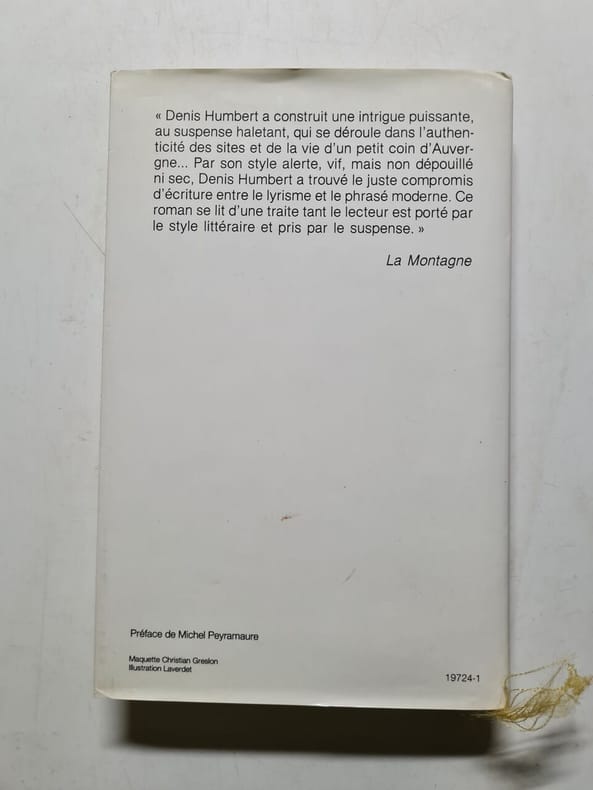 « Denis Humbert a construit une intrigue puissante,
au suspense haletant, qui se déroule dans l'authen-
ticité des sites et de la vie d'un petit coin d'Auver-
gne... Par son style alerte, vif, mais non dépouillé
ni sec, Denis Humbert a trouvé le juste compromis
d'écriture entre le lyrisme et le phrasé moderne. Ce
roman se lit d'une traite tant le lecteur est porté par
le style littéraire et pris par le suspense. »
La Montagne
Préface de Michel Peyramaure
Maquette Christian Greslon
Illustration Laverdet
19724-1